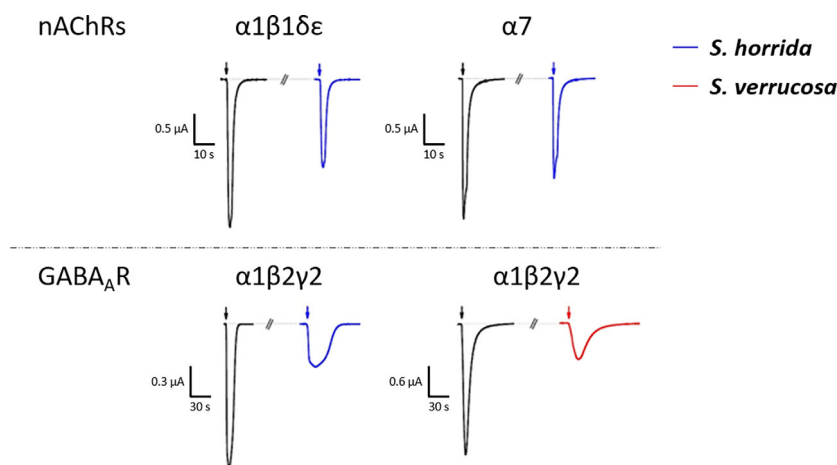 nAChRs
α1β1δε
α7
S. horrida
S. verrucosa
0.5 µA
10 s
0.5 µA
10 s
GABAAR
α1β2γ2
α1β2γ2
0.3 µA
30 s
0.6 µA
30 s